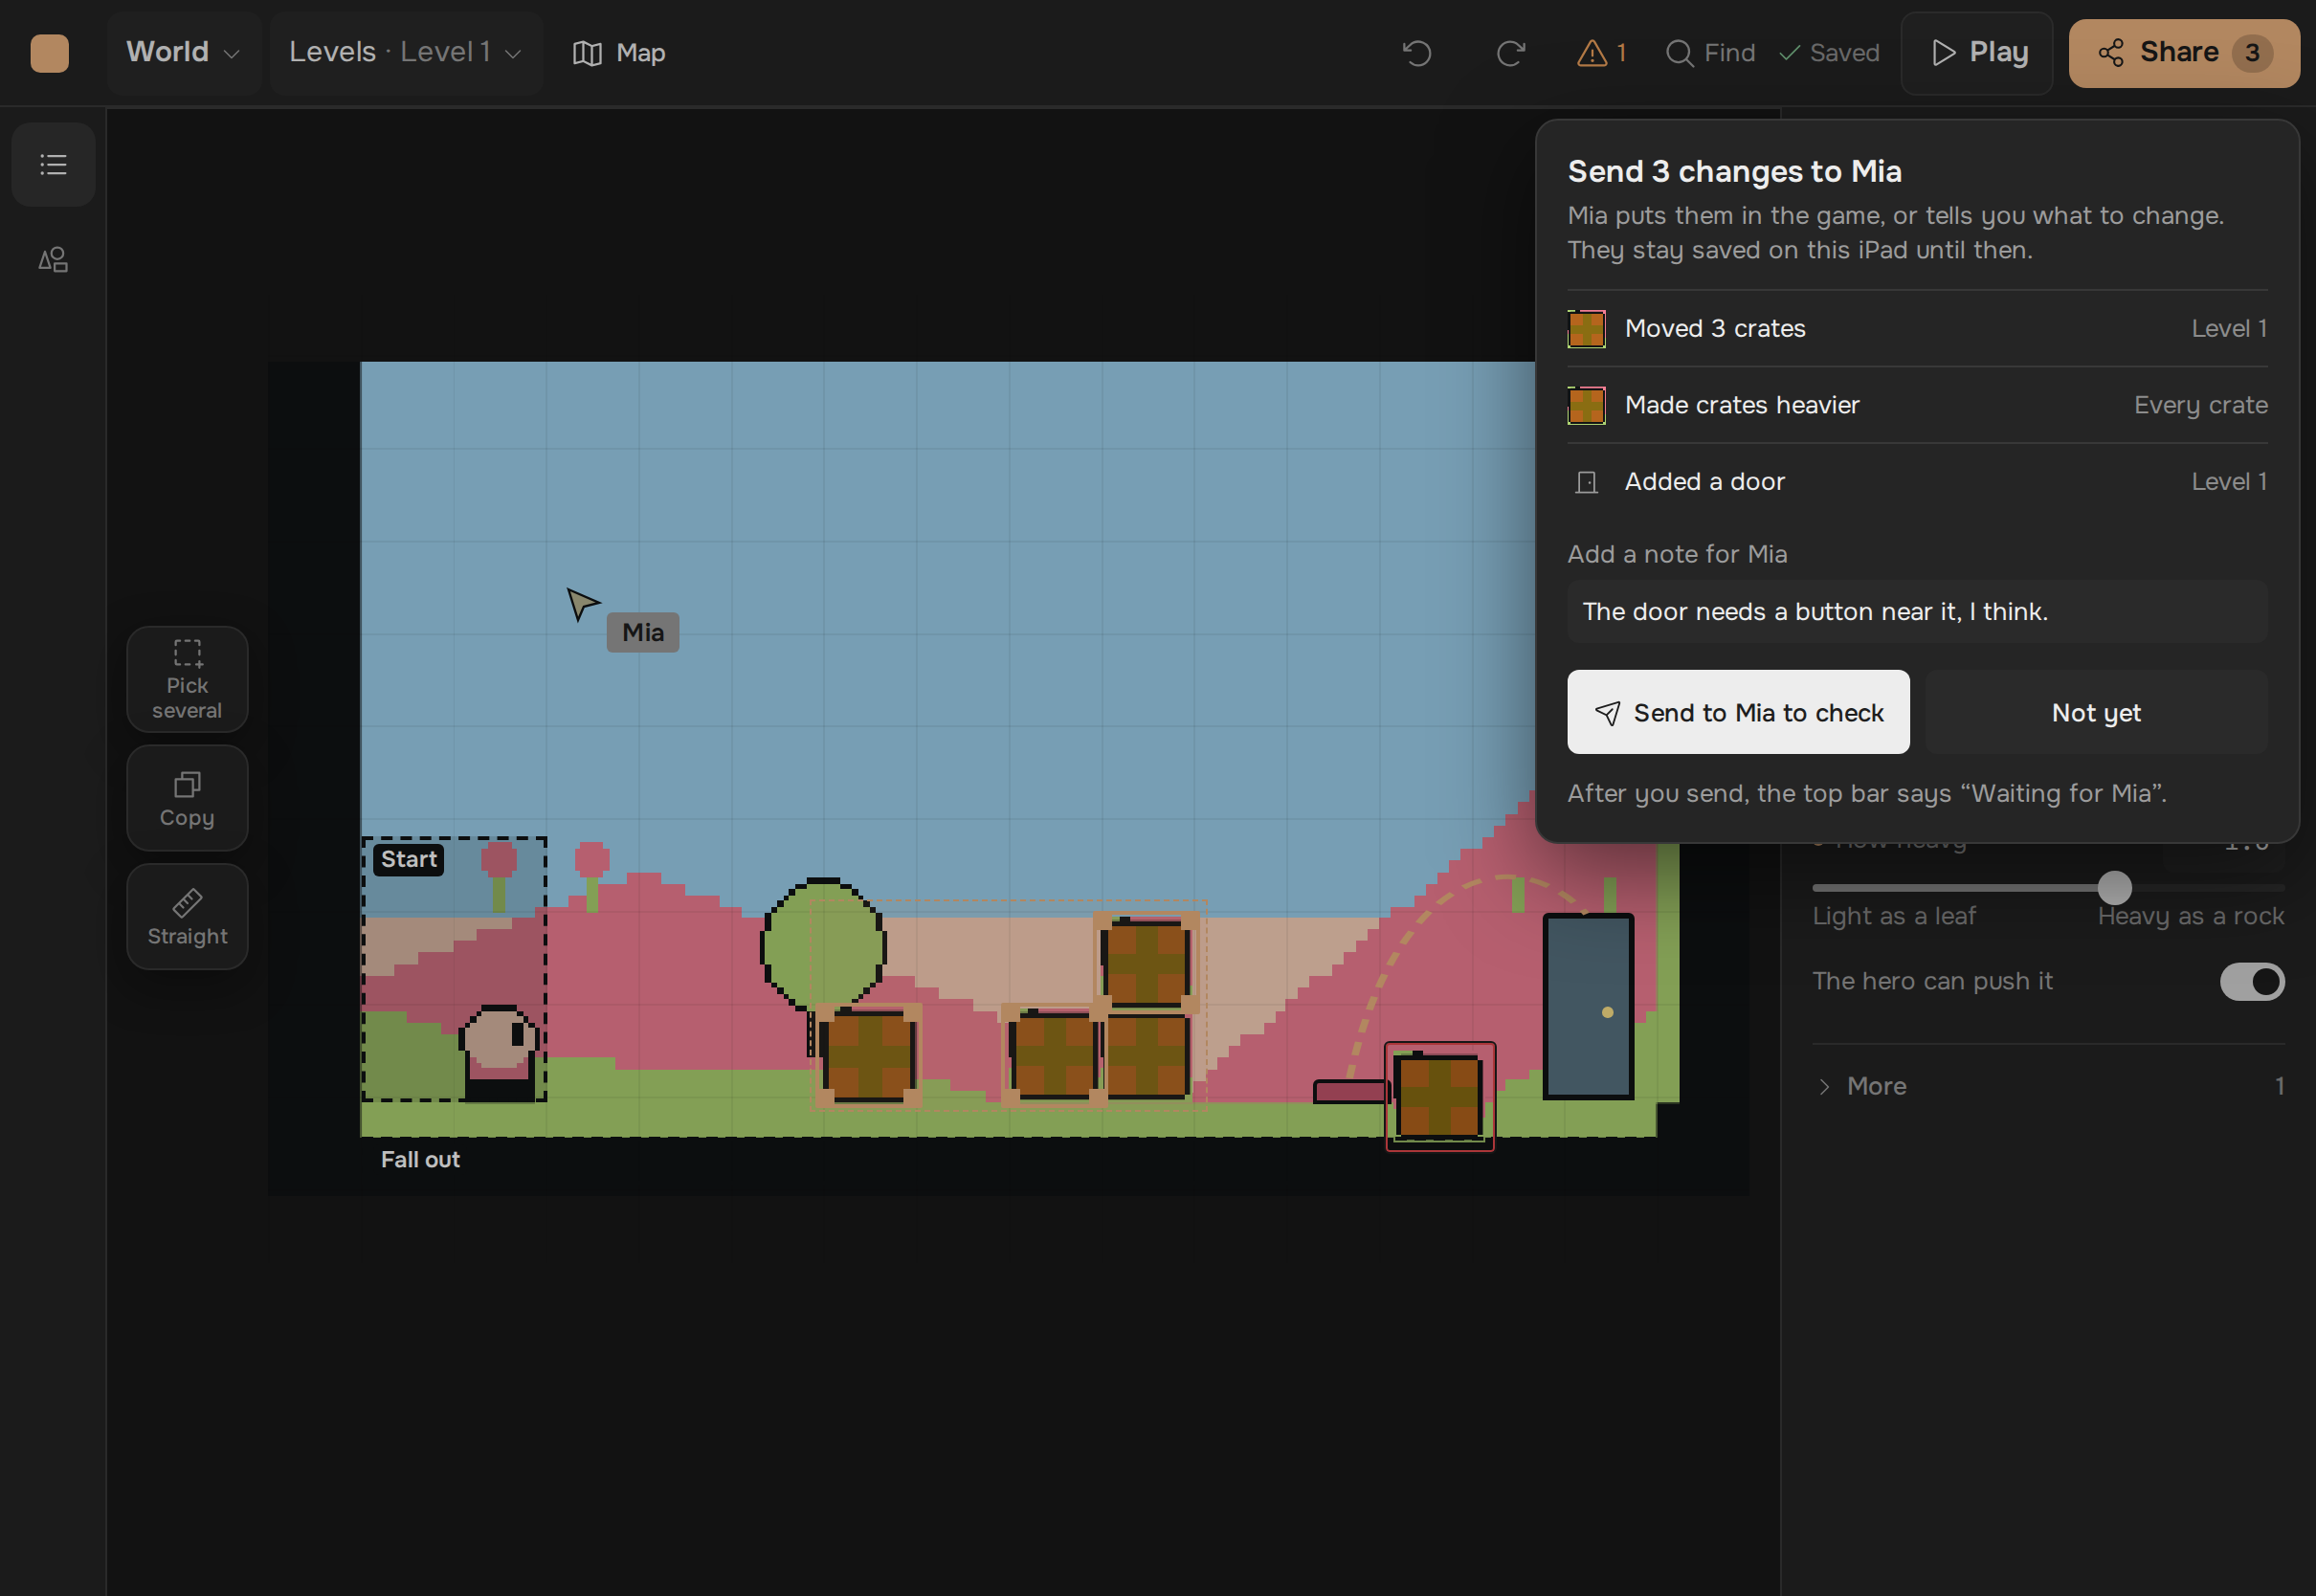 World
Levels · Level 1
Map
1
Find
Saved
Play
Share 3
Send 3 changes to Mia
Mia puts them in the game, or tells you what to change.
They stay saved on this iPad until then.
Moved 3 crates
Level 1
Made crates heavier
Every crate
Added a door
Level 1
Add a note for Mia
The door needs a button near it, I think.
Send to Mia to check
Not yet
After you send, the top bar says “Waiting for Mia”.
Mia
Pick
several
Copy
Straight
Start
Fall out
Light as a leaf
Heavy as a rock
The hero can push it
More
1